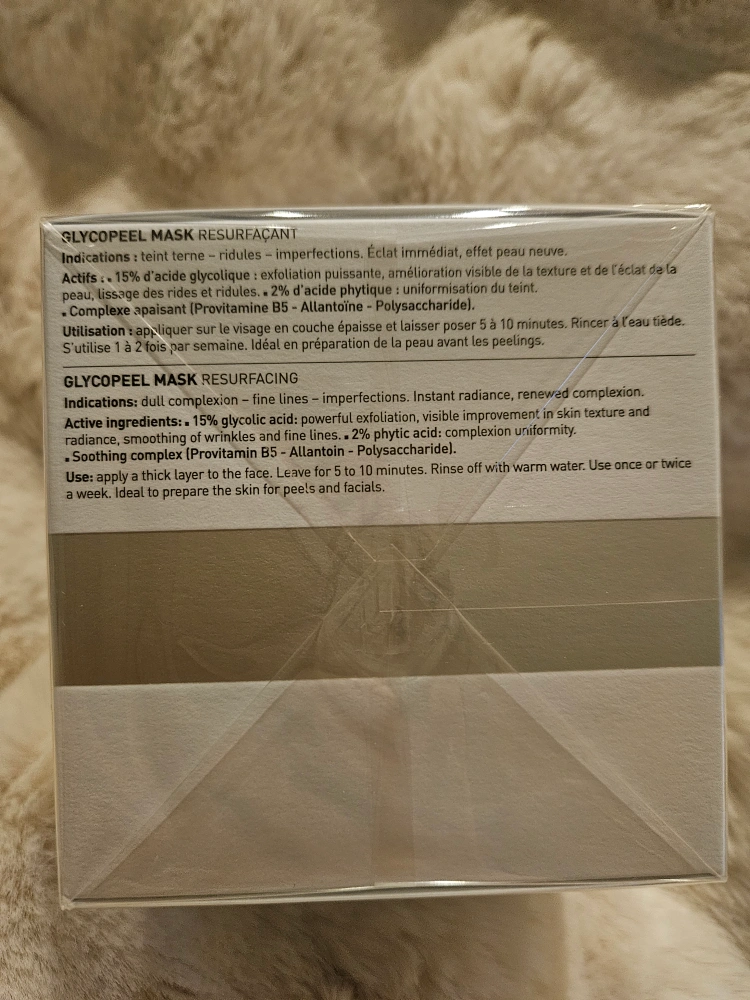 GLYCOPEEL MASK RESURFAÇANT
Indications : teint terne – ridules – imperfections. Éclat immédiat, effet peau neuve.
Actifs : ▪ 15% d'acide glycolique : exfoliation puissante, amélioration visible de la texture et de l'éclat de la
peau, lissage des rides et ridules. ▪ 2% d'acide phytique : uniformisation du teint.
▪ Complexe apaisant (Provitamine B5 - Allantoïne - Polysaccharide).
Utilisation : appliquer sur le visage en couche épaisse et laisser poser 5 à 10 minutes. Rincer à l'eau tiède.
S'utilise 1 à 2 fois par semaine. Idéal en préparation de la peau avant les peelings.
GLYCOPEEL MASK RESURFACING
Indications: dull complexion – fine lines – imperfections. Instant radiance, renewed complexion.
Active ingredients: ▪ 15% glycolic acid: powerful exfoliation, visible improvement in skin texture and
radiance, smoothing of wrinkles and fine lines. ▪ 2% phytic acid: complexion uniformity.
▪ Soothing complex (Provitamin B5 - Allantoin - Polysaccharide).
Use: apply a thick layer to the face. Leave for 5 to 10 minutes. Rinse off with warm water. Use once or twice
a week. Ideal to prepare the skin for peels and facials.